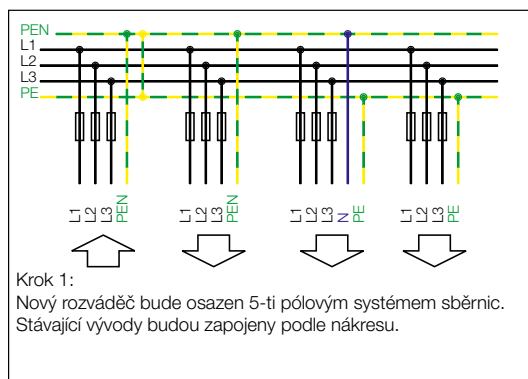 PEN
L1
L2
L3
PE
L1 L2 L3 PEN
L1 L2 L3 PEN
L1 L2 L3 N PE
L1 L2 L3 PE
Krok 1:
Nový rozváděč bude osazen 5-ti pólovým systémem sběrnic.
Stávající vývody budou zapojeny podle nákresu.